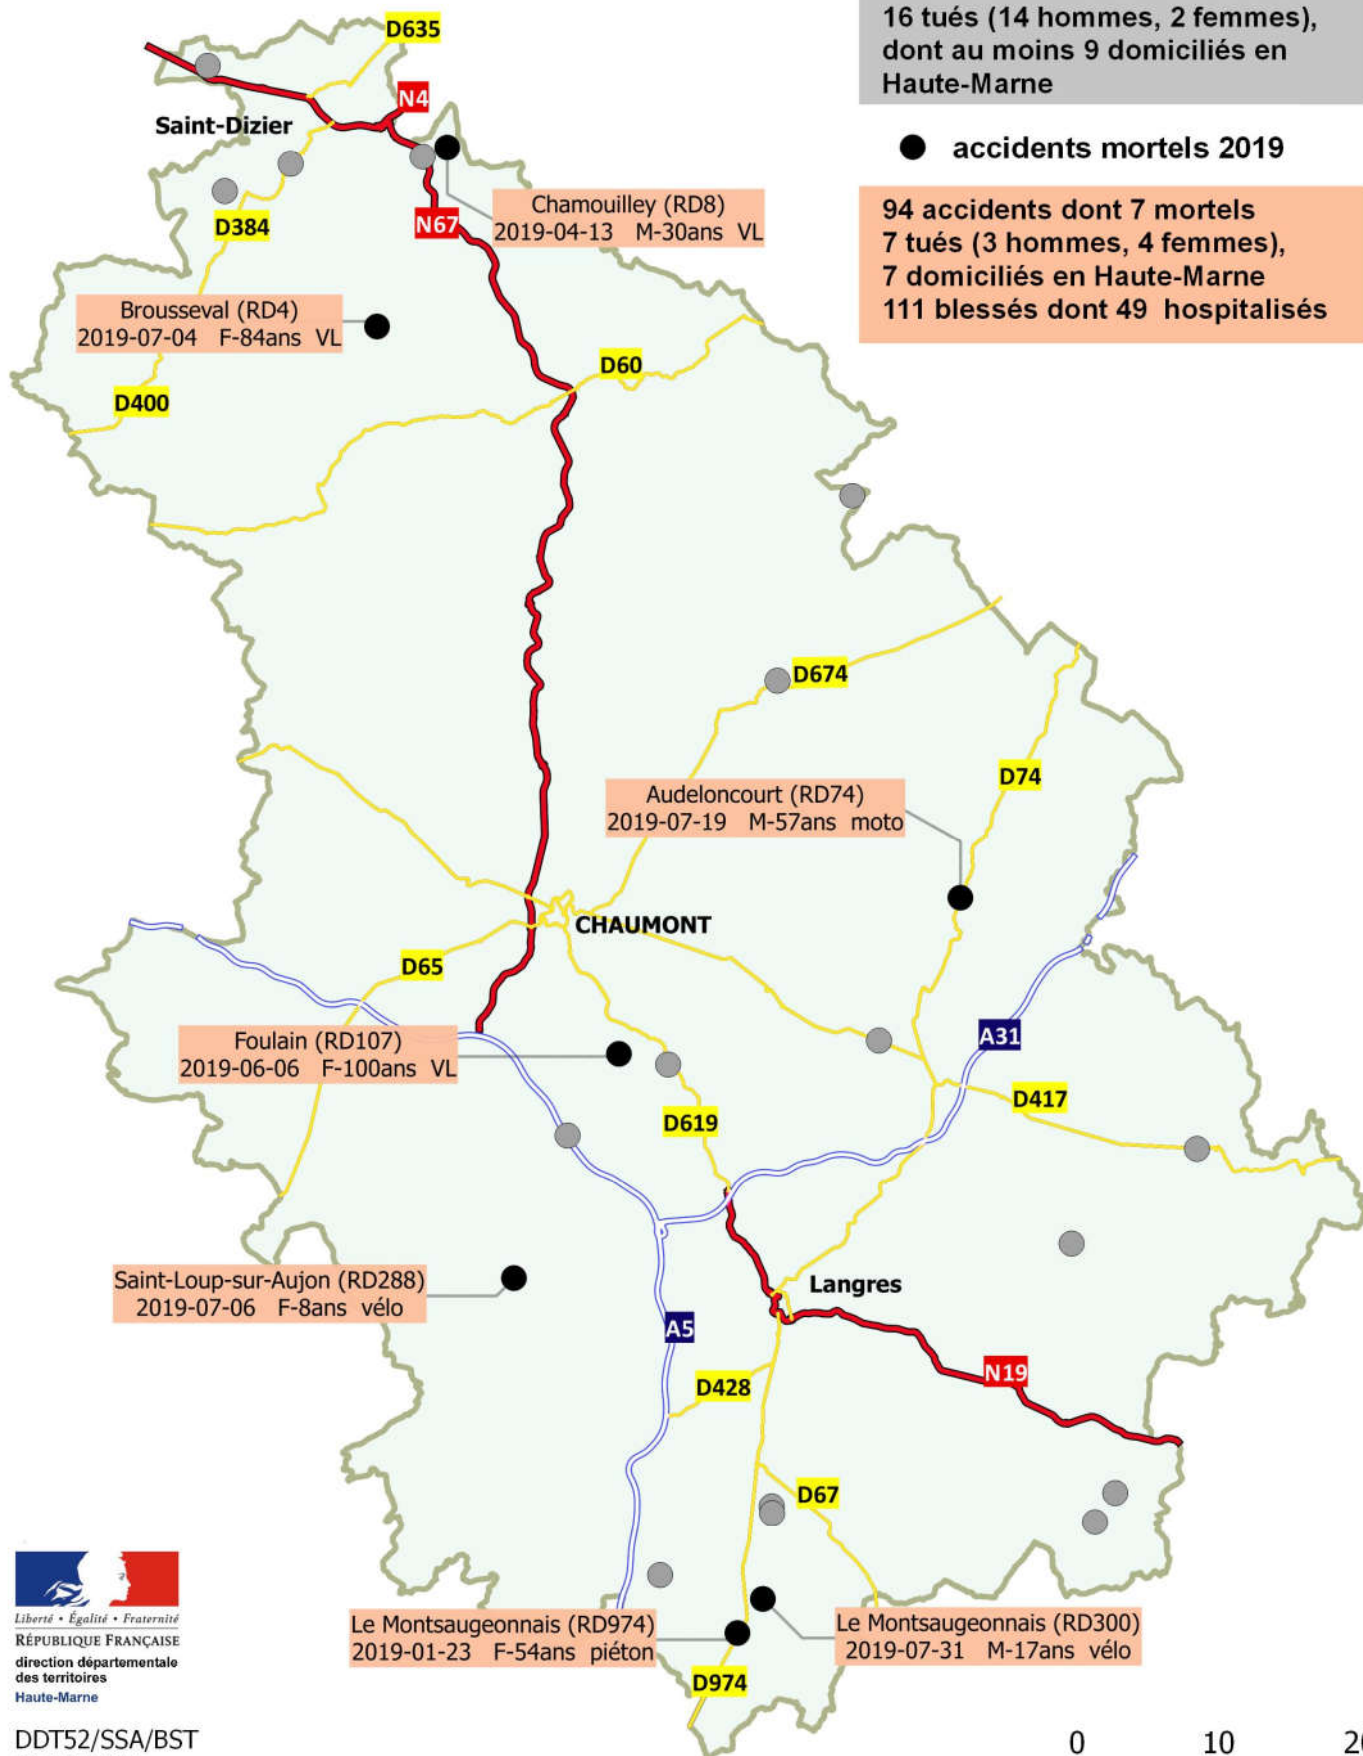 16 tués (14 hommes, 2 femmes),
dont au moins 9 domiciliés en
Haute-Marne
accidents mortels 2019
94 accidents dont 7 mortels
7 tués (3 hommes, 4 femmes),
7 domiciliés en Haute-Marne
111 blessés dont 49 hospitalisés
D635
N4
Saint-Dizier
Chamouilley (RD8)
2019-04-13 M-30ans VL
D384
N67
Brousseval (RD4)
2019-07-04 F-84ans VL
D60
D400
D674
D74
Audeloncourt (RD74)
2019-07-19 M-57ans moto
CHAUMONT
D65
Foulain (RD107)
2019-06-06 F-100ans VL
A31
D417
D619
Saint-Loup-sur-Aujon (RD288)
2019-07-06 F-8ans vélo
Langres
A5
D428
N19
D67
Le Montsaugeonnais (RD974)
2019-01-23 F-54ans piéton
Le Montsaugeonnais (RD300)
2019-07-31 M-17ans vélo
D974
Liberté • Égalité • Fraternité
RÉPUBLIQUE FRANÇAISE
direction départementale
des territoires
Haute-Marne
DDT52/SSA/BST
0 10